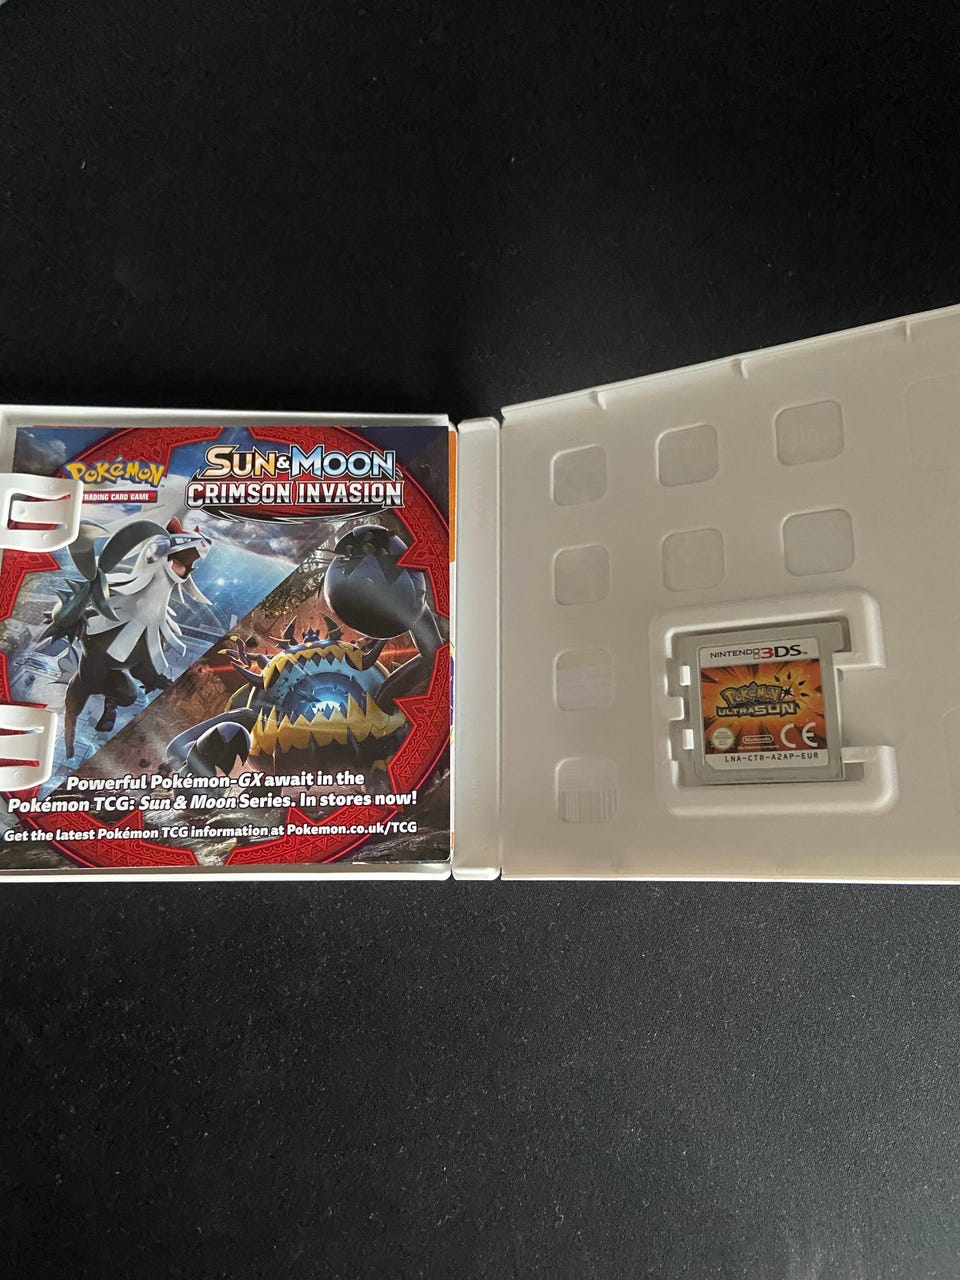 POKÉMON
TRADING CARD GAME
SUN & MOON
CRIMSON INVASION
Powerful Pokémon-GX await in the
Pokémon TCG: Sun & Moon Series. In stores now!
Get the latest Pokémon TCG information at Pokemon.co.uk/TCG
NINTENDO 3DS™
POKÉMON
ULTRA SUN
Nintendo
CE
LNA-CTR-A2AP-EUR